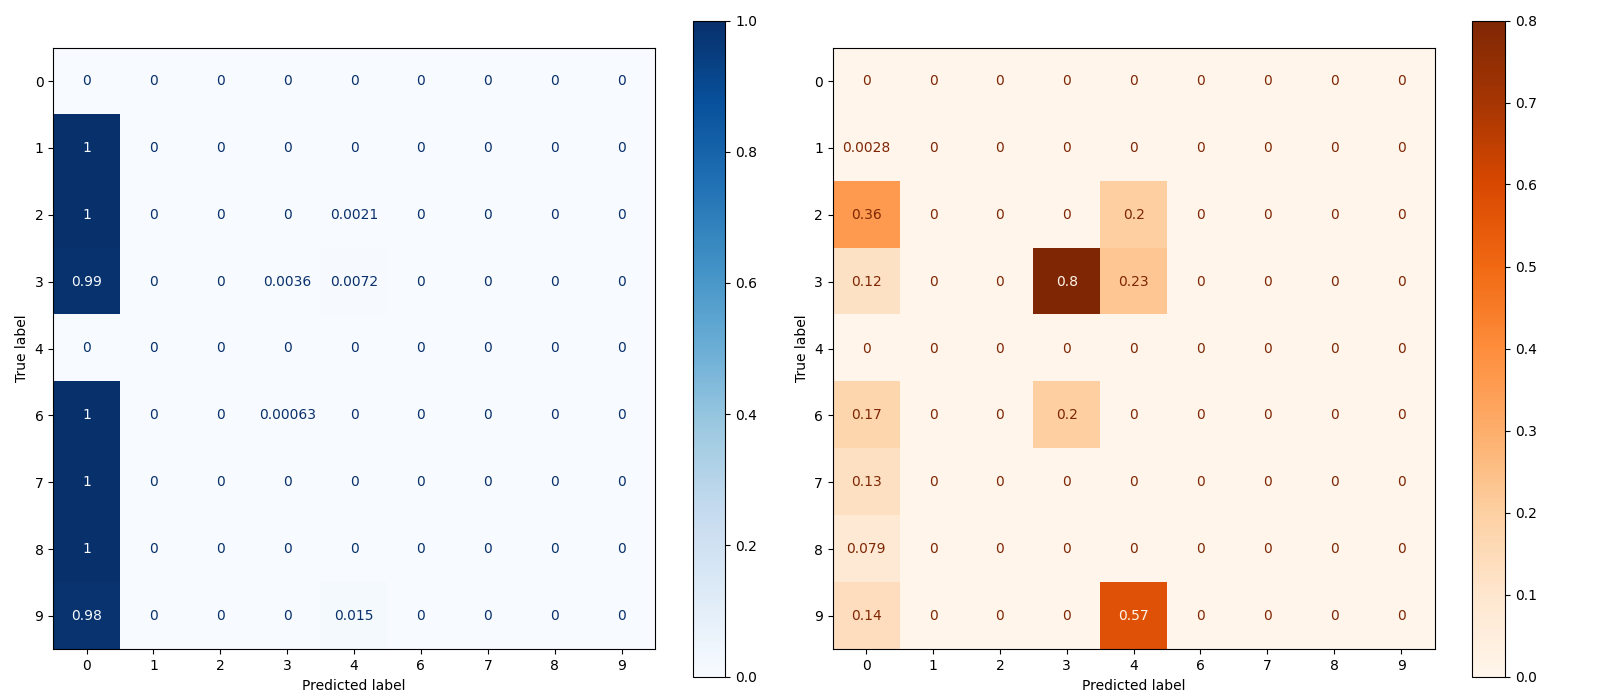 0 0 0 0 0 0 0 0 0 0
1 1 0 0 0 0 0 0 0 0
2 1 0 0 0 0.0021 0 0 0 0
3 0.99 0 0 0.0036 0.0072 0 0 0 0
4 0 0 0 0 0 0 0 0 0
6 1 0 0 0.00063 0 0 0 0 0
7 1 0 0 0 0 0 0 0 0
8 1 0 0 0 0 0 0 0 0
9 0.98 0 0 0 0.015 0 0 0 0
0 1 2 3 4 6 7 8 9
Predicted label
True label
1.0
0.8
0.6
0.4
0.2
0.0
0 0 0 0 0 0 0 0 0 0
1 0.0028 0 0 0 0 0 0 0 0
2 0.36 0 0 0 0.2 0 0 0 0
3 0.12 0 0 0.8 0.23 0 0 0 0
4 0 0 0 0 0 0 0 0 0
6 0.17 0 0 0.2 0 0 0 0 0
7 0.13 0 0 0 0 0 0 0 0
8 0.079 0 0 0 0 0 0 0 0
9 0.14 0 0 0 0.57 0 0 0 0
0 1 2 3 4 6 7 8 9
Predicted label
True label
0.8
0.7
0.6
0.5
0.4
0.3
0.2
0.1
0.0